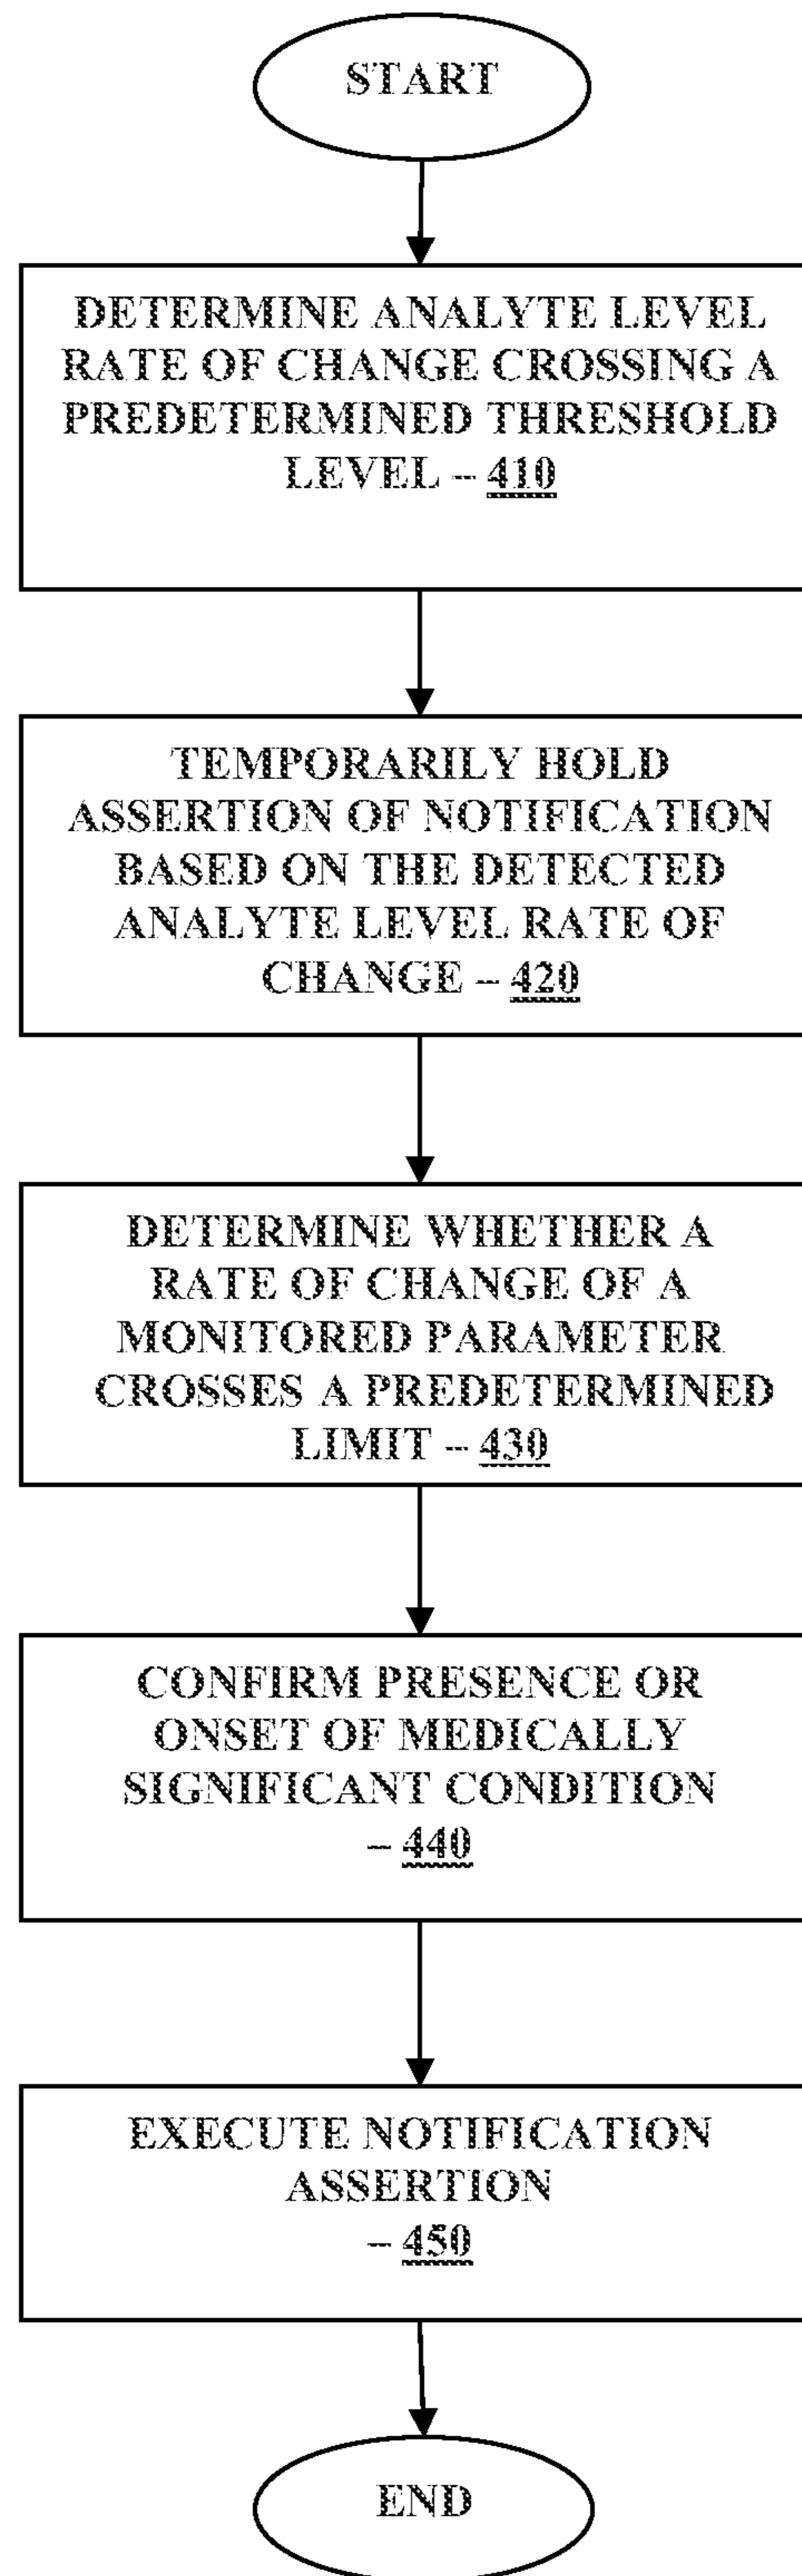 START
DETERMINE ANALYTE LEVEL
RATE OF CHANGE CROSSING A
PREDETERMINED THRESHOLD
LEVEL – 410
TEMPORARILY HOLD
ASSERTION OF NOTIFICATION
BASED ON THE DETECTED
ANALYTE LEVEL RATE OF
CHANGE – 420
DETERMINE WHETHER A
RATE OF CHANGE OF A
MONITORED PARAMETER
CROSSES A PREDETERMINED
LIMIT – 430
CONFIRM PRESENCE OR
ONSET OF MEDICALLY
SIGNIFICANT CONDITION
– 440
EXECUTE NOTIFICATION
ASSERTION
– 450
END